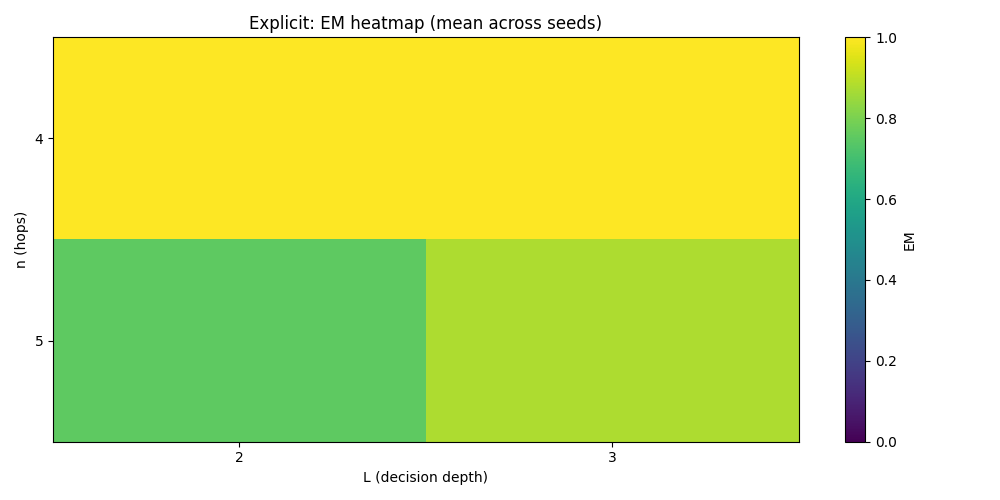 Explicit: EM heatmap (mean across seeds)
n (hops)
4
5
2
3
L (decision depth)
1.0
0.8
0.6
0.4
0.2
0.0
EM